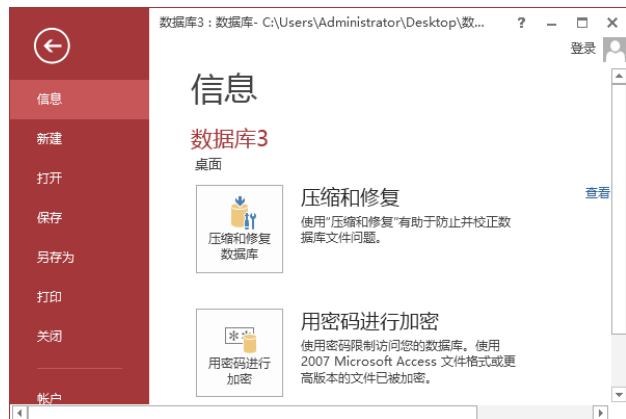 数据库3 : 数据库- C:\Users\Administrator\Desktop\数...
?
登录
信息
新建
打开
保存
另存为
打印
关闭
帐户
信息
数据库3
桌面
压缩和修复
数据库
压缩和修复
使用“压缩和修复”有助于防止并校正数
据库文件问题。
查看
用密码进行
加密
用密码进行加密
使用密码限制访问您的数据库。使用
2007 Microsoft Access 文件格式或更
高版本的文件已被加密。